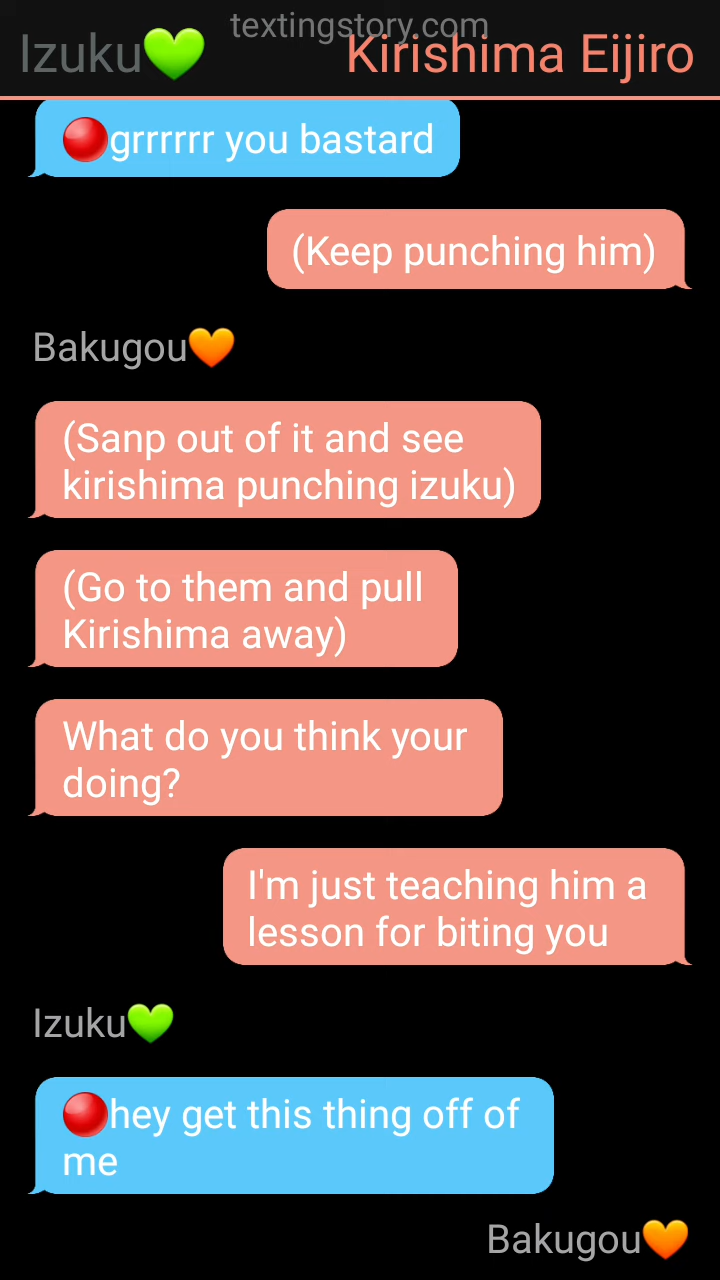 textingstory.com
Izuku💚 Kirishima Eijiro
🔴grrrrrr you bastard
(Keep punching him)
Bakugou🧡
(Sanp out of it and see
kirishima punching izuku)
(Go to them and pull
Kirishima away)
What do you think your
doing?
I'm just teaching him a
lesson for biting you
Izuku💚
🔴hey get this thing off of
me
Bakugou🧡